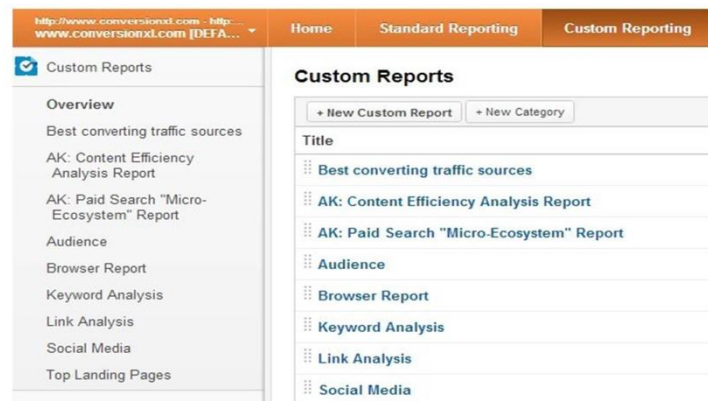 http://www.conversionxl.com - http:...
www.conversionxl.com [DEFA...
Home
Standard Reporting
Custom Reporting
Custom Reports
Overview
Best converting traffic sources
AK: Content Efficiency
Analysis Report
AK: Paid Search "Micro-
Ecosystem" Report
Audience
Browser Report
Keyword Analysis
Link Analysis
Social Media
Top Landing Pages
Custom Reports
+ New Custom Report
+ New Category
Title
Best converting traffic sources
AK: Content Efficiency Analysis Report
AK: Paid Search "Micro-Ecosystem" Report
Audience
Browser Report
Keyword Analysis
Link Analysis
Social Media